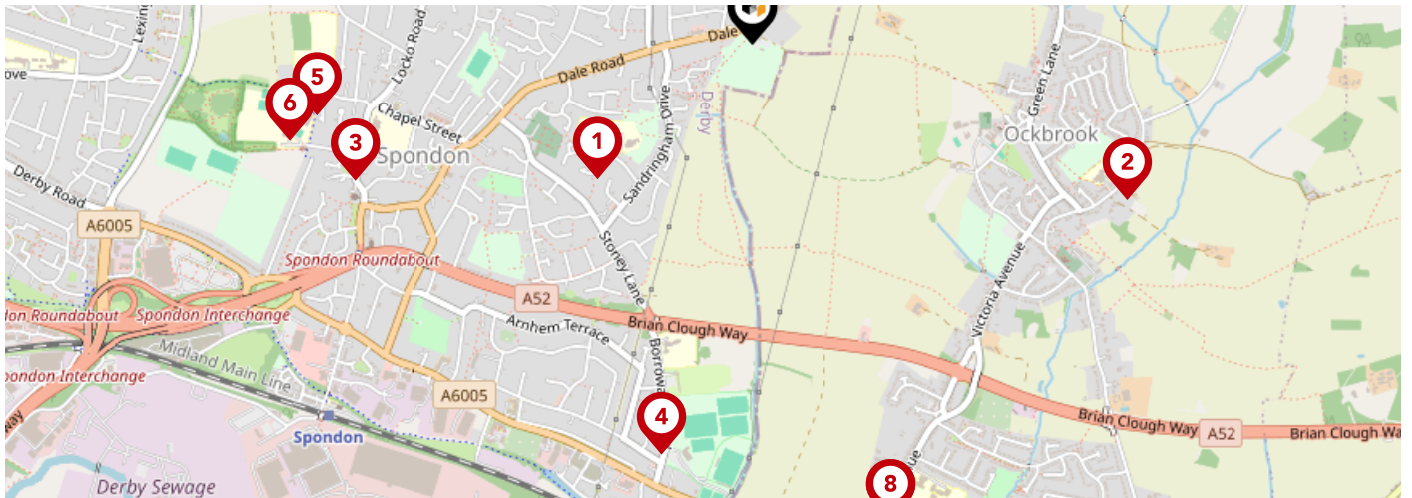 Lexin
ove
Locko Road
Dale
Dale Road
5
6
Chapel Street
3
Spondon
1
Sandringham Drive
Derby
Green Lane
Ockbrook
2
Derby Road
A6005
Stoney Lane
Victoria Avenue
Spondon Roundabout
A52
don Roundabout
Spondon Interchange
Arnhem Terrace
Brian Clough Way
Midland Main Line
pondon Interchange
Borrowa
A6005
way
4
Spondon
Brian Clough Way
A52
Brian Clough Wa
ue
8
Derby Sewage